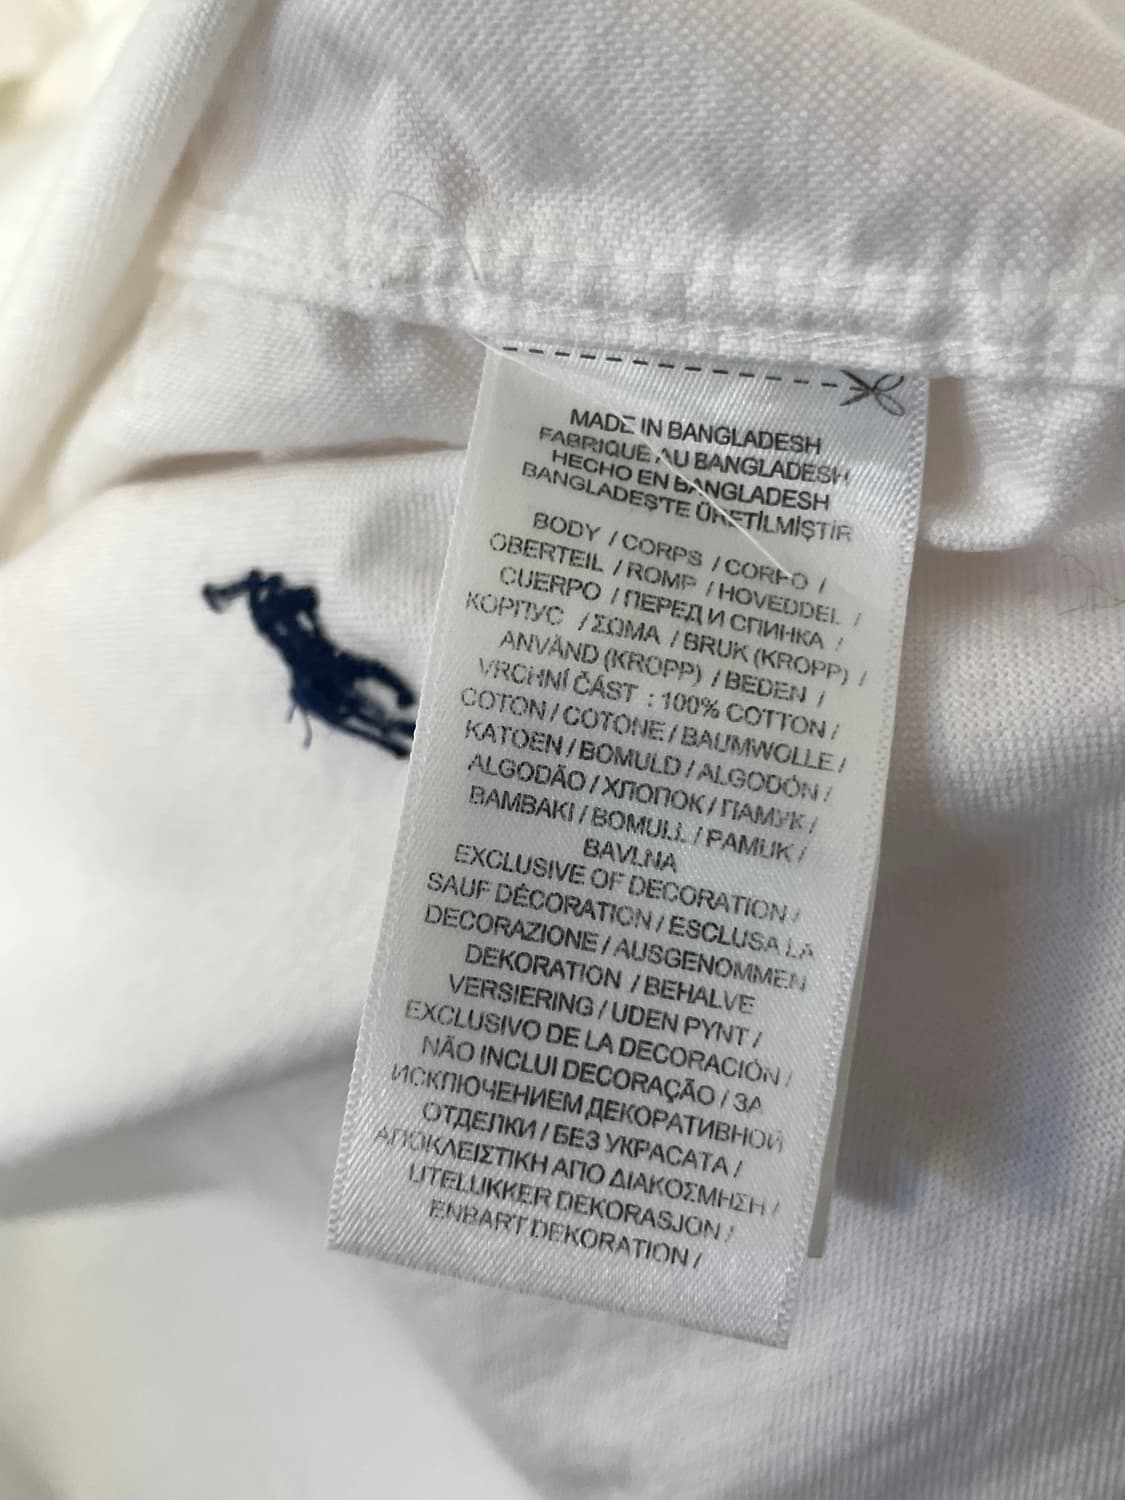 MADE IN BANGLADESH
FABRIQUE AU BANGLADESH
HECHO EN BANGLADESH
BANGLADEŞ'TE ÜRETİLMİŞTİR
BODY / CORPS / CORPO /
OBERTEIL / ROMP / HOVEDDEL /
CUERPO / ПЕРЕД И СПИНКА /
КОРПУС / ΣΩΜΑ / BRUK (KROPP) /
ANVÄND (KROPP) / BEDEN /
VRCHNÍ ČÁST : 100% COTTON /
COTON / COTONE / BAUMWOLLE /
KATOEN / BOMULD / ALGODÓN /
ALGODÃO / ХЛОПОК / ПАМУК /
ΒΑΜΒΑΚΙ / BOMULL / PAMUK /
BAVLNA
EXCLUSIVE OF DECORATION /
SAUF DÉCORATION / ESCLUSA LA
DECORAZIONE / AUSGENOMMEN
DEKORATION / BEHALVE
VERSIERING / UDEN PYNT /
EXCLUSIVO DE LA DECORACIÓN /
NÃO INCLUI DECORAÇÃO / ЗА
ИСКЛЮЧЕНИЕМ ДЕКОРАТИВНОЙ
ОТДЕЛКИ / БЕЗ УКРАСАТА /
ΑΠΟΚΛΕΙΣΤΙΚΗ ΑΠΟ ΔΙΑΚΟΣΜΗΣΗ /
UTELUKKER DEKORASJON /
ENBART DEKORATION /